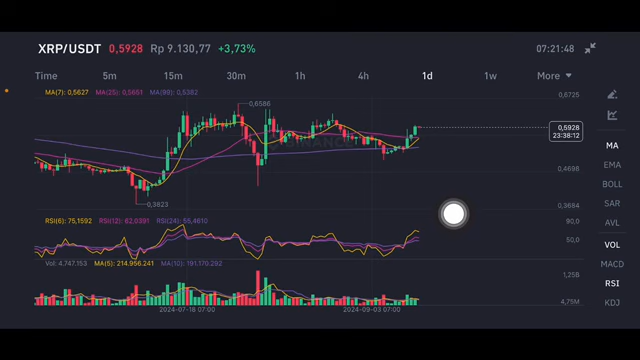 XRP/USDT 0,5928 Rp 9.130,77 +3,73% 07:21:48
Time 5m 15m 30m 1h 4h 1d 1w More
MA(7): 0,5627 MA(25): 0,5651 MA(99): 0,5382
0,6725
0,6586
0,5928
23:38:12
0,4698
0,3823
0,3684
RSI(6): 75,1592 RSI(12): 62,0391 RSI(24): 55,4610
90,0
50,0
Vol: 4.747.153 MA(5): 214.956.241 MA(10): 191.170.292
1,25B
4,75M
2024-07-18 07:00 2024-09-03 07:00
MA
EMA
BOLL
SAR
AVL
VOL
MACD
RSI
KDJ